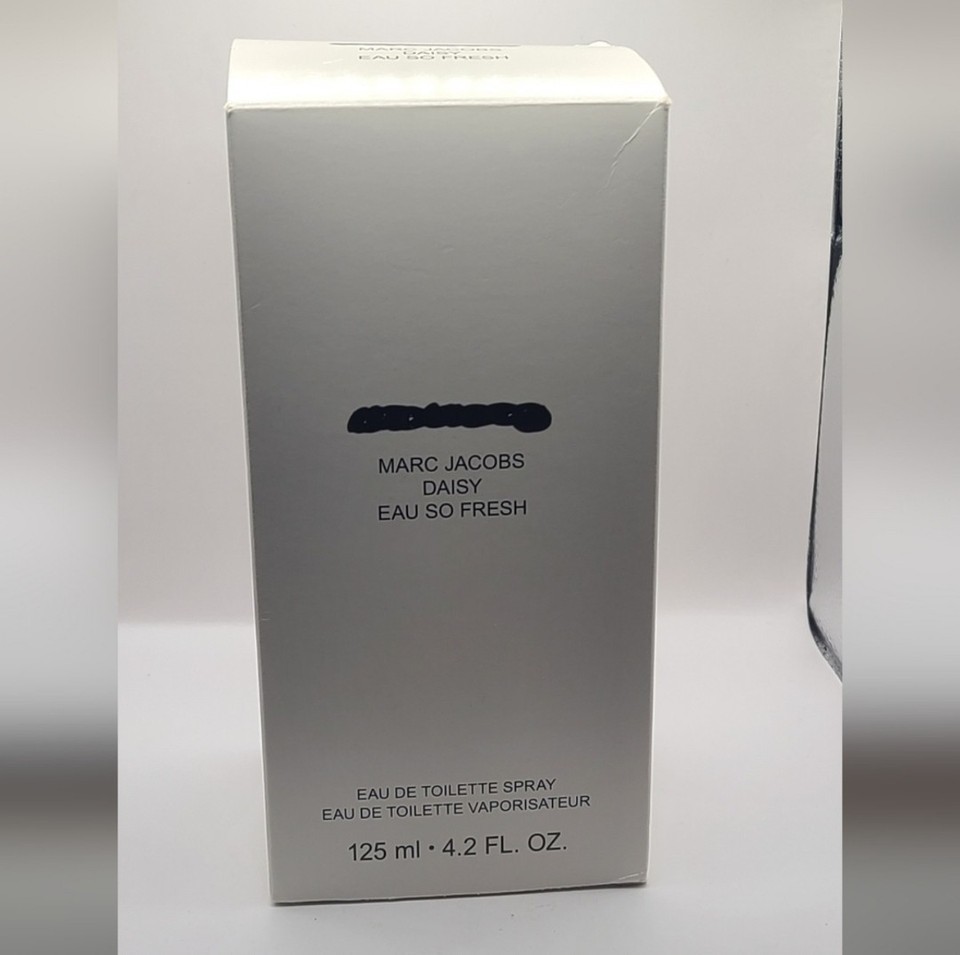 MARC JACOBS
DAISY
EAU SO FRESH
MARC JACOBS
DAISY
EAU SO FRESH
EAU DE TOILETTE SPRAY
EAU DE TOILETTE VAPORISATEUR
125 ml • 4.2 FL. OZ.